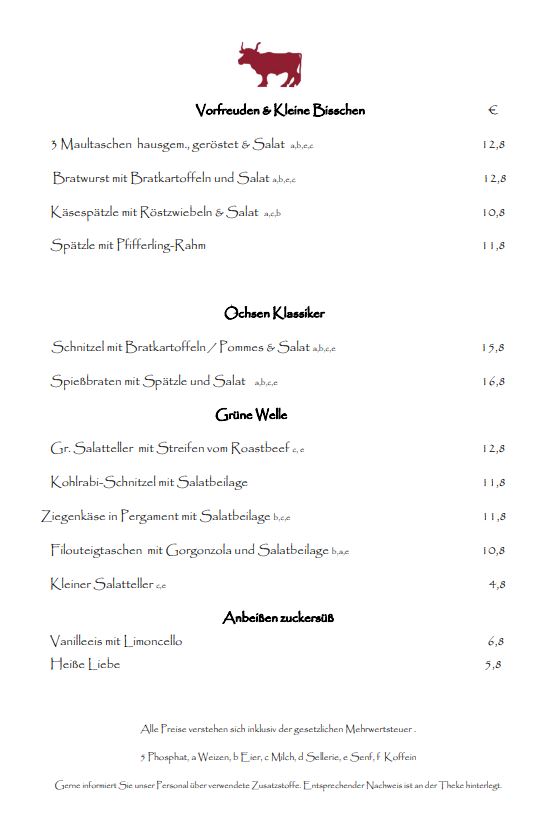 Vorfreuden & Kleine Bisschen €
3 Maultaschen hausgem., geröstet & Salat a,b,e,c 12,8
Bratwurst mit Bratkartoffeln und Salat a,b,e,c 12,8
Käsespätzle mit Röstzwiebeln & Salat a,c,b 10,8
Spätzle mit Pfifferling-Rahm 11,8
Ochsen Klassiker
Schnitzel mit Bratkartoffeln / Pommes & Salat a,b,c,e 15,8
Spießbraten mit Spätzle und Salat a,b,c,e 16,8
Grüne Welle
Gr. Salatteller mit Streifen vom Roastbeef c, e 12,8
Kohlrabi-Schnitzel mit Salatbeilage 11,8
Ziegenkäse in Pergament mit Salatbeilage b,c,e 11,8
Filouteigtaschen mit Gorgonzola und Salatbeilage b,a,e 10,8
Kleiner Salatteller c,e 4,8
Anbeißen zuckersüß
Vanilleeis mit Limoncello 6,8
Heiße Liebe 5,8
Alle Preise verstehen sich inklusiv der gesetzlichen Mehrwertsteuer .
5 Phosphat, a Weizen, b Eier, c Milch, d Sellerie, e Senf, f Koffein
Gerne informiert Sie unser Personal über verwendete Zusatzstoffe. Entsprechender Nachweis ist an der Theke hinterlegt.